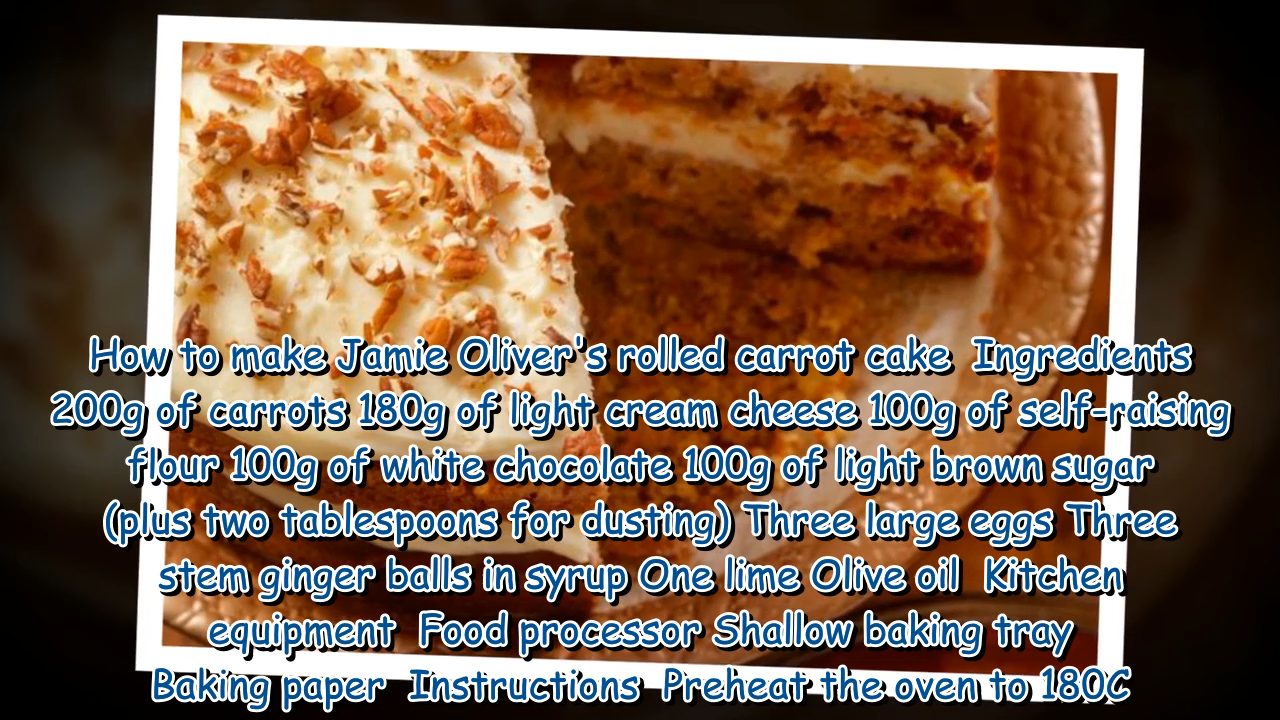 How to make Jamie Oliver's rolled carrot cake  Ingredients
200g of carrots 180g of light cream cheese 100g of self-raising
flour 100g of white chocolate 100g of light brown sugar
(plus two tablespoons for dusting) Three large eggs Three
stem ginger balls in syrup One lime Olive oil  Kitchen
equipment  Food processor Shallow baking tray
Baking paper  Instructions  Preheat the oven to 180C